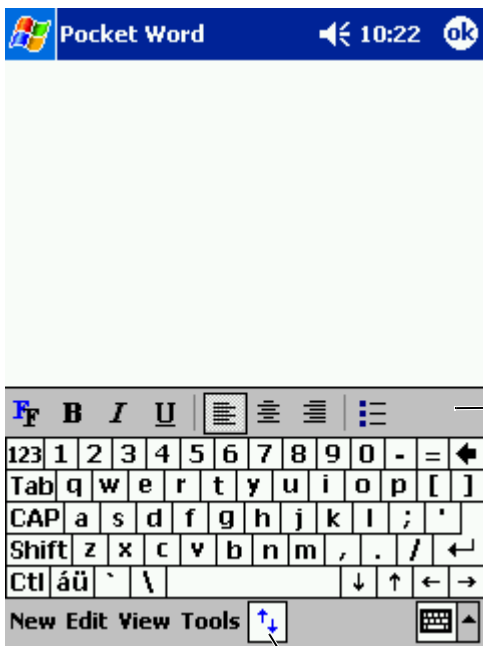 Pocket Word 10:22 ok
FF B I U
123 1 2 3 4 5 6 7 8 9 0 - =
Tab q w e r t y u i o p [ ]
CAP a s d f g h j k l ; '
Shift z x c v b n m , . /
Ctl áü ` \ ↓ ↑ ← →
New Edit View Tools